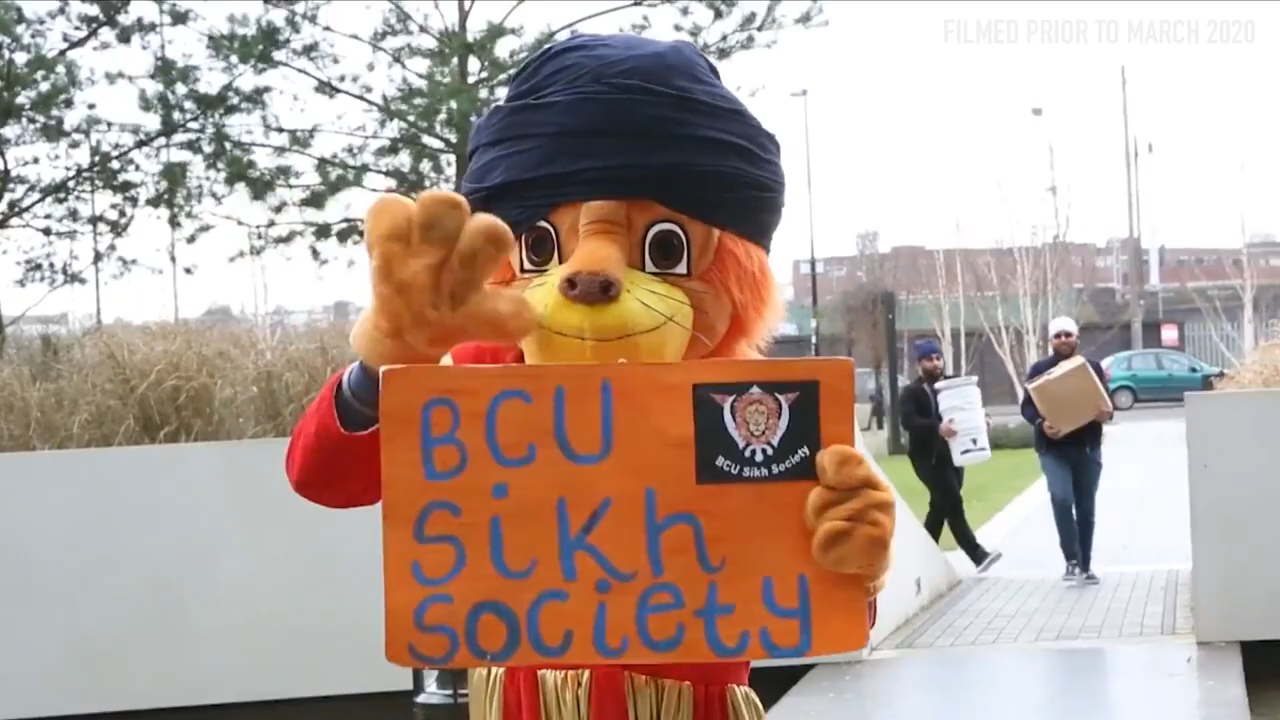 FILMED PRIOR TO MARCH 2020
BCU
Sikh
Society
BCU Sikh Society